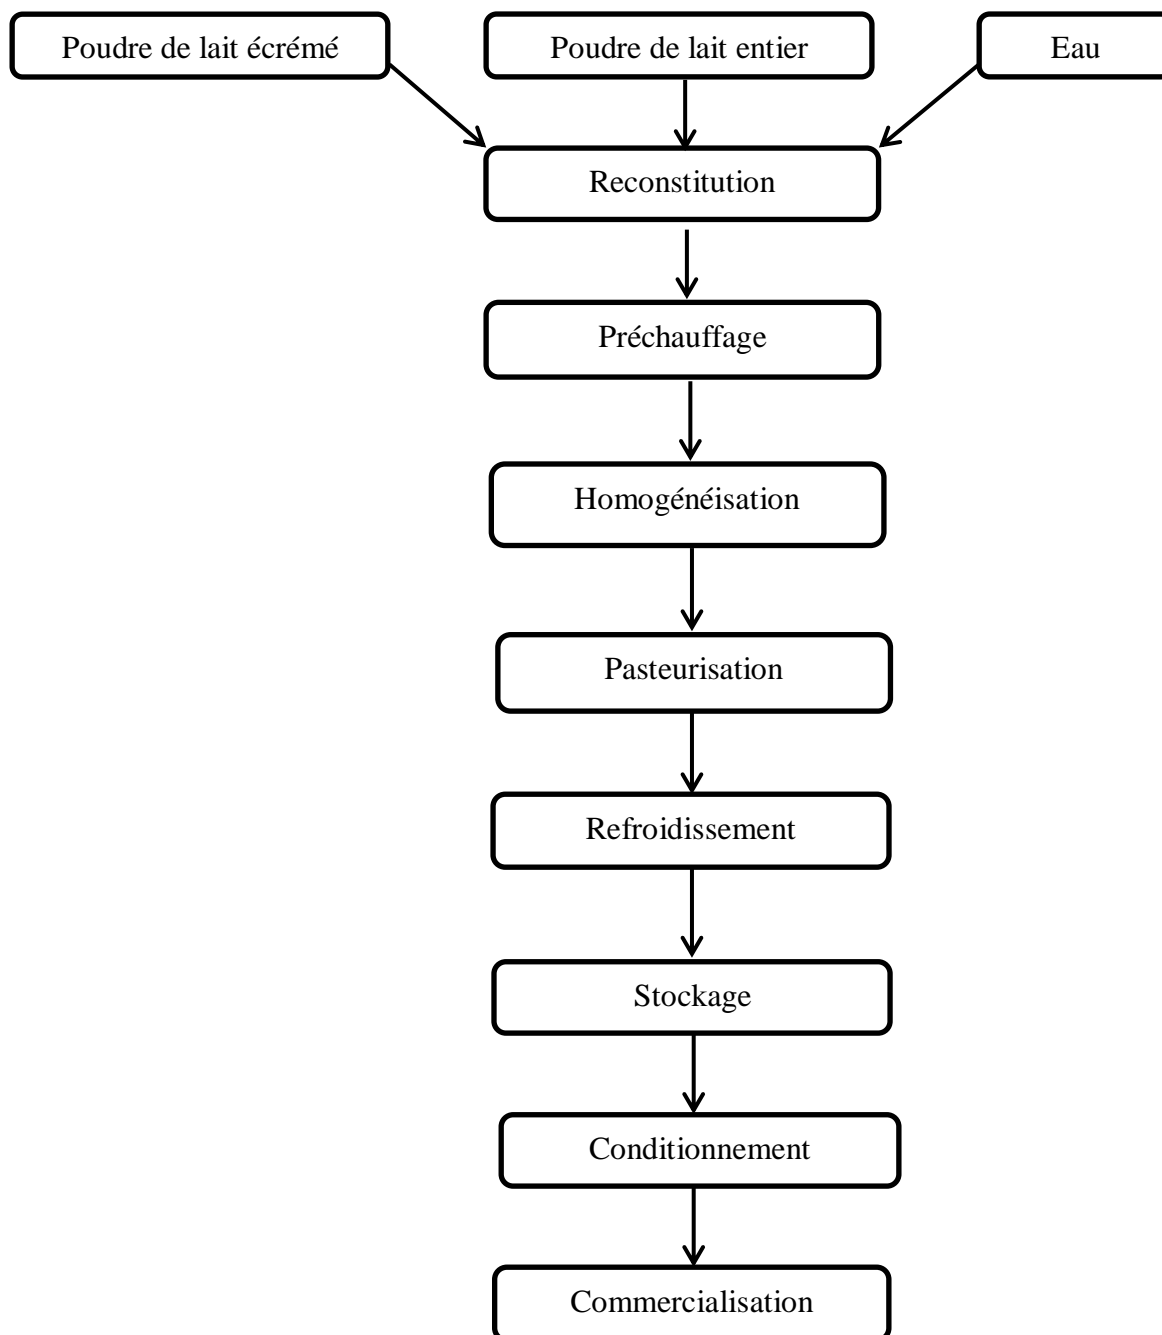 Poudre de lait écrémé
Poudre de lait entier
Eau
Reconstitution
Préchauffage
Homogénéisation
Pasteurisation
Refroidissement
Stockage
Conditionnement
Commercialisation